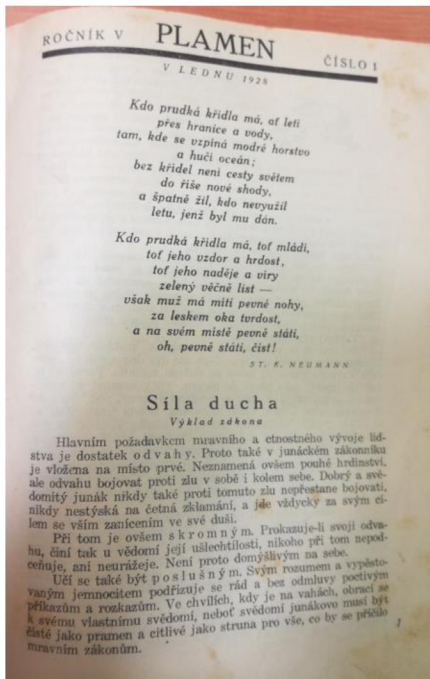 ROČNÍK V PLAMEN ČÍSLO 1
V LEDNU 1928
Kdo prudká křidla má, ať letí
přes hranice a vody,
tam, kde se vzpíná modré horstvo
a hučí oceán;
bez křidel není cesty světem
do říše nové shody,
a špatně žil, kdo nevyužil
letu, jenž byl mu dán.
Kdo prudká křidla má, toť mládí,
toť jeho vzdor a hrdost,
toť jeho naděje a víry
zelený věčně list —
však muž má míti pevné nohy,
za leskem oka tvrdost,
a na svém místě pevně státi,
oh, pevně státi, čist!
ST. K. NEUMANN
Síla ducha
Výklad zákona
Hlavním požadavkem mravního a ctnostného vývoje lid-
stva je dostatek odvahy. Proto také v junáckém zákonníku
je vložena na místo prvé. Neznamená ovšem pouhé hrdinství,
ale odvahu bojovat proti zlu v sobě i kolem sebe. Dobrý a svě-
domitý junák nikdy také proti tomuto zlu nepřestane bojovati,
nikdy nestýská na četná zklamání, a jde vždycky za svým cí-
lem se vším zanícením ve své duši.
Při tom je ovšem skromným. Prokazuje-li svoji odva-
hu, činí tak u vědomí její ušlechtilosti, nikoho při tom nepod-
ceňuje, ani neuráže. Není proto domýšlivým na sebe.
Učí se také být poslušným. Svým rozumem a vypěsto-
vaným jemnocitem podřizuje se rád a bez odmluvy poctivým
příkazům a rozkazům. Ve chvílích, kdy je na vahách, obrací se
k svému vlastnímu svědomí, neboť svědomí junákovo musí být
čisté jako pramen a citlivé jako struna pro vše, co by se příčilo
mravním zákonům.
1